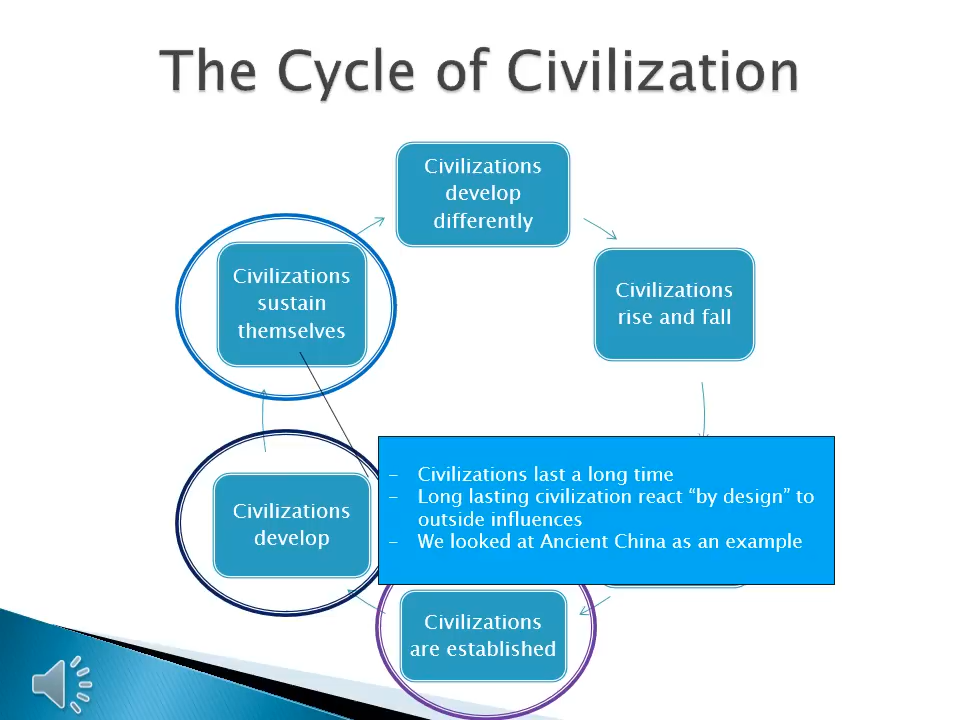 The Cycle of Civilization
Civilizations
develop
differently
Civilizations
rise and fall
Civilizations
sustain
themselves
Civilizations
develop
- Civilizations last a long time
- Long lasting civilization react “by design” to
outside influences
- We looked at Ancient China as an example
Civilizations
are established